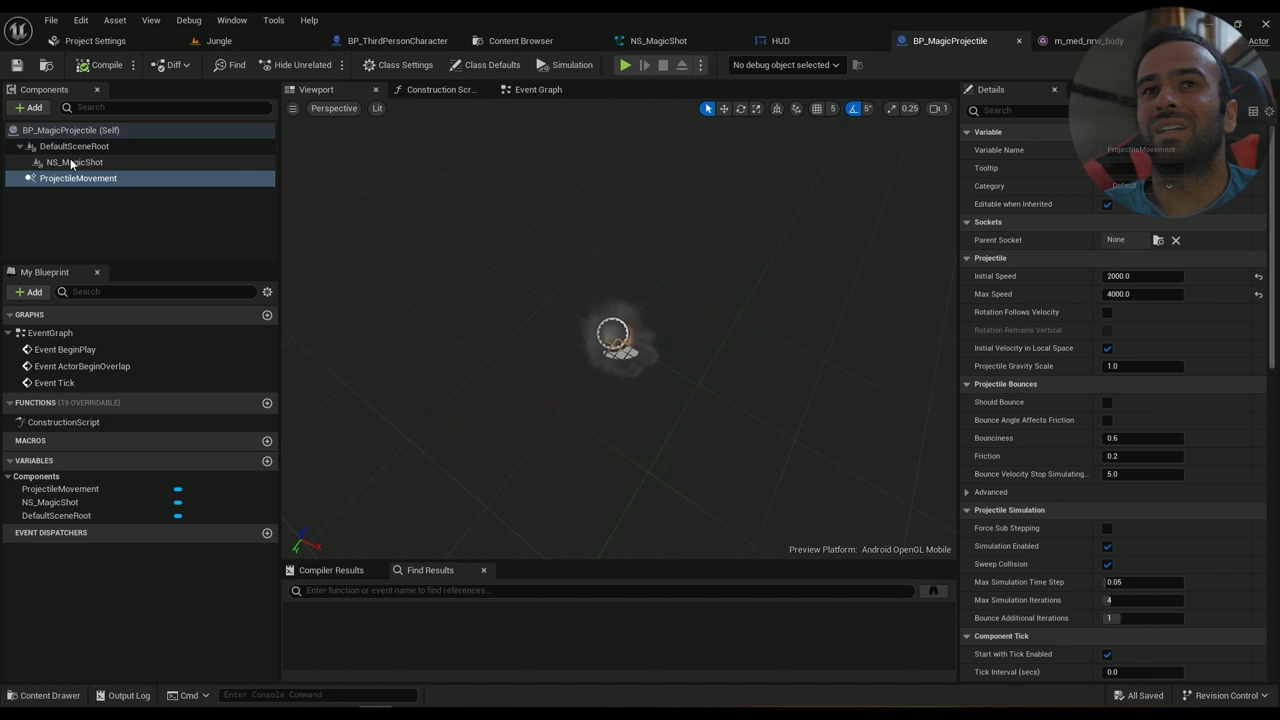 File Edit Asset View Window Debug Tools Help
Project Settings Jungle BP_ThirdPersonCharacter Content Browser NS_MagicShot HUD BP_MagicProjectile m_med_nrw_body Actor
Compile Diff Find Hide Unrelated Class Settings Class Defaults Simulation No debug object selected
Components Viewport Construction Scr... Event Graph Details
Add Search Perspective Lit 5 5° 0.25 1 Search
BP_MagicProjectile (Self)
DefaultSceneRoot
NS_MagicShot
ProjectileMovement
My Blueprint
Add Search
GRAPHS
EventGraph
Event BeginPlay
Event ActorBeginOverlap
Event Tick
FUNCTIONS (19 OVERRIDABLE)
ConstructionScript
MACROS
VARIABLES
Components
ProjectileMovement
NS_MagicShot
DefaultSceneRoot
EVENT DISPATCHERS
Z X Y
Preview Platform: Android OpenGL Mobile
Compiler Results Find Results
Enter function or event name to find references...
Variable
Variable Name ProjectileMovement
Tooltip
Category Default
Editable when Inherited
Sockets
Parent Socket None
Projectile
Initial Speed 2000.0
Max Speed 4000.0
Rotation Follows Velocity
Rotation Remains Vertical
Initial Velocity in Local Space
Projectile Gravity Scale 1.0
Projectile Bounces
Should Bounce
Bounce Angle Affects Friction
Bounciness 0.6
Friction 0.2
Bounce Velocity Stop Simulating... 5.0
Advanced
Projectile Simulation
Force Sub Stepping
Simulation Enabled
Sweep Collision
Max Simulation Time Step 0.05
Max Simulation Iterations 4
Bounce Additional Iterations 1
Component Tick
Start with Tick Enabled
Tick Interval (secs) 0.0
Content Drawer Output Log Cmd Enter Console Command All Saved Revision Control